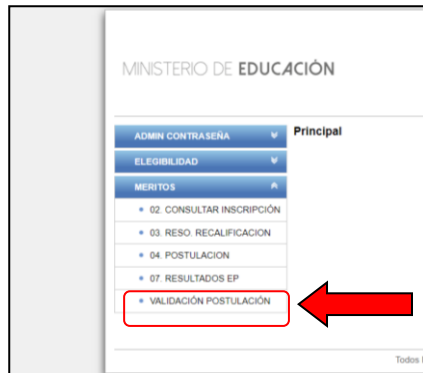 MINISTERIO DE EDUCACIÓN
ADMIN CONTRASEÑA
Principal
ELEGIBILIDAD
MERITOS
02. CONSULTAR INSCRIPCIÓN
03. RESO. RECALIFICACION
04. POSTULACION
07. RESULTADOS EP
VALIDACIÓN POSTULACIÓN
Todos